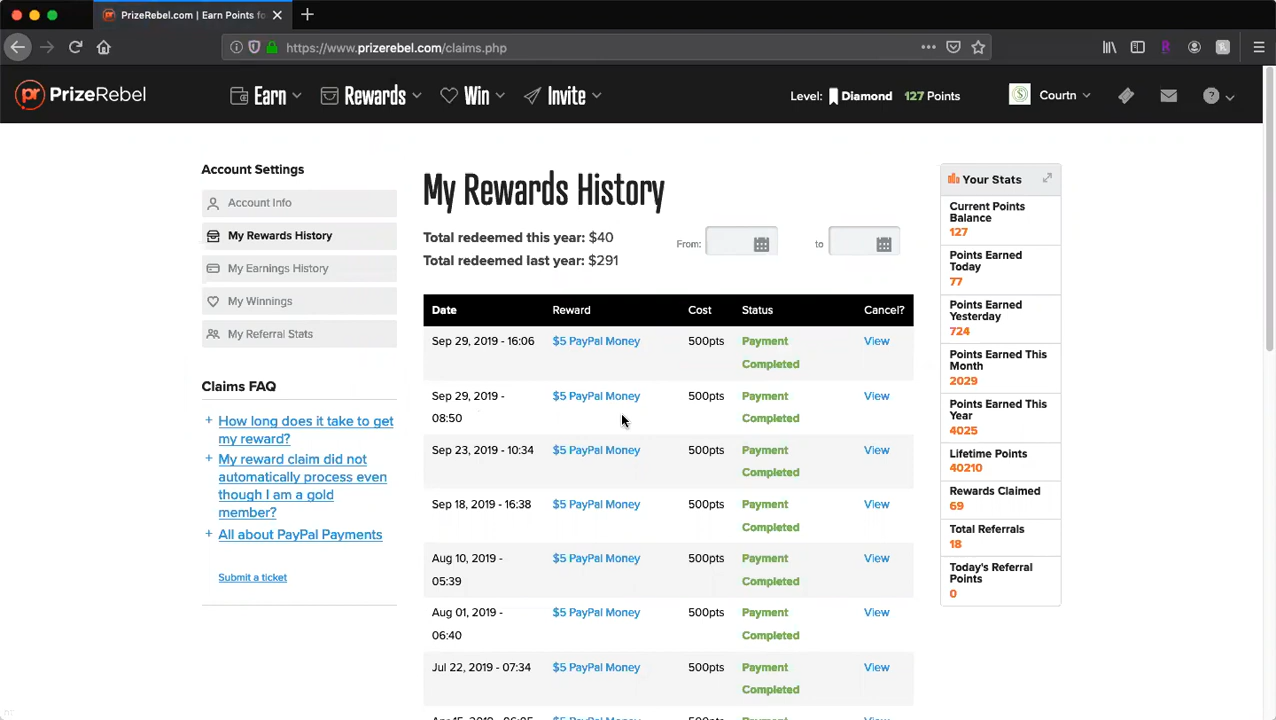 PrizeRebel.com | Earn Points fo
https://www.prizerebel.com/claims.php
PrizeRebel
Earn
Rewards
Win
Invite
Level: Diamond 127 Points
Courtn
Account Settings
Account Info
My Rewards History
My Earnings History
My Winnings
My Referral Stats
Claims FAQ
+ How long does it take to get
my reward?
+ My reward claim did not
automatically process even
though I am a gold
member?
+ All about PayPal Payments
Submit a ticket
My Rewards History
Total redeemed this year: $40
Total redeemed last year: $291
From:
to
Date Reward Cost Status Cancel?
Sep 29, 2019 - 16:06 $5 PayPal Money 500pts Payment View
Completed
Sep 29, 2019 - $5 PayPal Money 500pts Payment View
08:50 Completed
Sep 23, 2019 - 10:34 $5 PayPal Money 500pts Payment View
Completed
Sep 18, 2019 - 16:38 $5 PayPal Money 500pts Payment View
Completed
Aug 10, 2019 - $5 PayPal Money 500pts Payment View
05:39 Completed
Aug 01, 2019 - $5 PayPal Money 500pts Payment View
06:40 Completed
Jul 22, 2019 - 07:34 $5 PayPal Money 500pts Payment View
Completed
Your Stats
Current Points
Balance
127
Points Earned
Today
77
Points Earned
Yesterday
724
Points Earned This
Month
2029
Points Earned This
Year
4025
Lifetime Points
40210
Rewards Claimed
69
Total Referrals
18
Today's Referral
Points
0